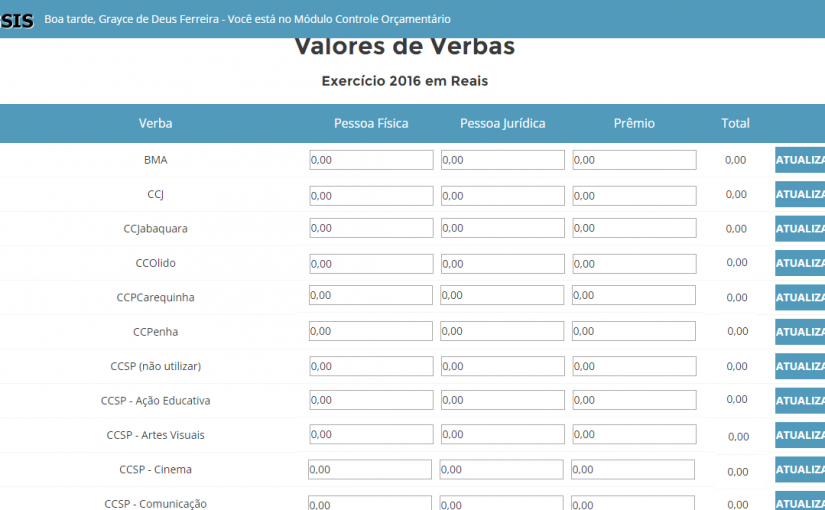 SIS Boa tarde, Grayce de Deus Ferreira - Você está no Módulo Controle Orçamentário
Valores de Verbas
Exercício 2016 em Reais
Verba Pessoa Física Pessoa Jurídica Prêmio Total
BMA 0,00 0,00 0,00 0,00 ATUALIZA
CCJ 0,00 0,00 0,00 0,00 ATUALIZA
CCJabaquara 0,00 0,00 0,00 0,00 ATUALIZA
CCOlido 0,00 0,00 0,00 0,00 ATUALIZA
CCPCarequinha 0,00 0,00 0,00 0,00 ATUALIZA
CCPenha 0,00 0,00 0,00 0,00 ATUALIZA
CCSP (não utilizar) 0,00 0,00 0,00 0,00 ATUALIZA
CCSP - Ação Educativa 0,00 0,00 0,00 0,00 ATUALIZA
CCSP - Artes Visuais 0,00 0,00 0,00 0,00 ATUALIZA
CCSP - Cinema 0,00 0,00 0,00 0,00 ATUALIZA
CCSP - Comunicação 0,00 0,00 0,00 0,00 ATUALIZA